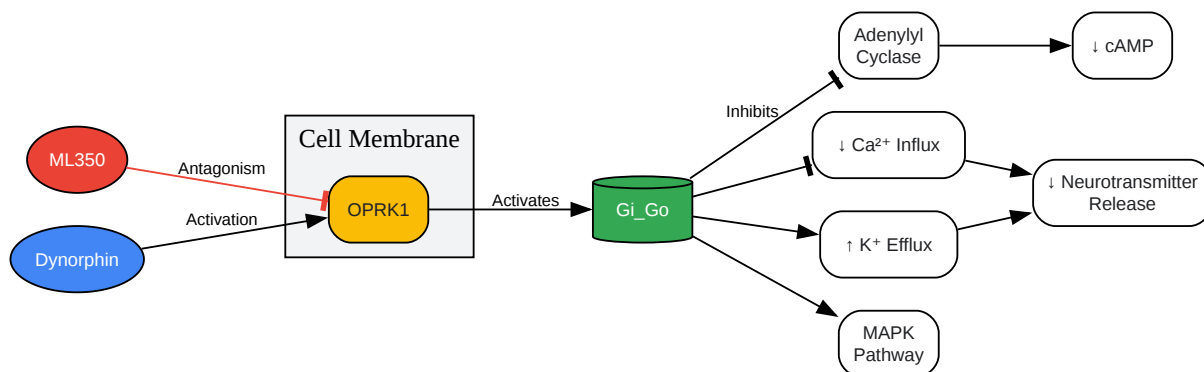 ML350
Dynorphin
Antagonism
Activation
Cell Membrane
OPRK1
Activates
Gi_Go
Inhibits
Adenylyl
Cyclase
↓ cAMP
↓ Ca²⁺ Influx
↑ K⁺ Efflux
↓ Neurotransmitter
Release
MAPK
Pathway